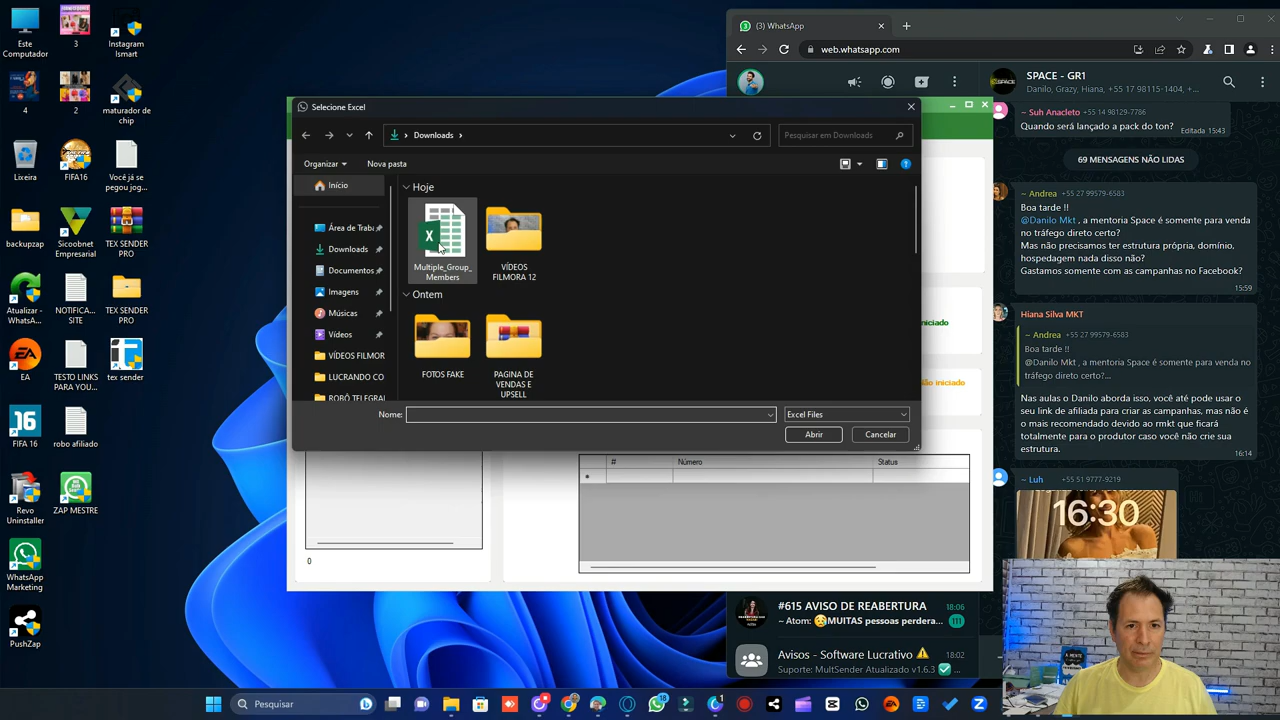 Este Computador
3
Instagram Ismart
4
2
maturador de chip
Lixeira
FIFA16
Você já se pegou jog...
backupzap
Sicoobnet Empresarial
TEX SENDER PRO
Atualizar - WhatsA...
NOTIFICA... SITE
TEX SENDER PRO
EA
TESTO LINKS PARA YOU...
tex sender
FIFA 16
robo afiliado
Revo Uninstaller
ZAP MESTRE
WhatsApp Marketing
PushZap
Selecione Excel
Downloads
Pesquisar em Downloads
Organizar
Nova pasta
Início
Área de Trab
Downloads
Documentos
Imagens
Músicas
Vídeos
VÍDEOS FILMOR
LUCRANDO CO
ROBÔ TELEGRAI
Hoje
Multiple_Group_
Members
VÍDEOS
FILMORA 12
Ontem
FOTOS FAKE
PAGINA DE
VENDAS E
UPSELL
Nome:
Excel Files
Abrir
Cancelar
iniciado
Não iniciado
#
Número
Status
*
0
(3) WhatsApp
web.whatsapp.com
SPACE - GR1
Danilo, Grazy, Hiana, +55 17 98115-1404, +...
~ Suh Anacleto +55 14 98129-7786
Quando será lançado a pack do ton?
Editada 15:43
69 MENSAGENS NÃO LIDAS
~ Andrea +55 27 99579-6583
Boa tarde !!
@Danilo Mkt , a mentoria Space é somente para venda
no tráfego direto certo?
Mas não precisamos ter estrutura própria, domínio,
hospedagem nada disso?
Gastamos somente com as campanhas no Facebook?
15:59
Hiana Silva MKT
~ Andrea +55 27 99579-6583
Boa tarde !!
@Danilo Mkt , a mentoria Space é somente para venda
no tráfego direto certo?...
Nas aulas o Danilo aborda isso, você até pode usar o
seu link de afiliada para criar as campanhas, mas não é
o mais recomendado devido ao rmkt que ficará
totalmente para o produtor caso você não crie sua
estrutura.
16:14
~ Luh +55 51 9777-9219
16:30
#615 AVISO DE REABERTURA
18:06
~ Atom: 😥MUITAS pessoas perdera...
111
Avisos - Software Lucrativo ⚠️
18:02
Suporte: MultSender Atualizado v1.6.3 ✅
Pesquisar
18
1